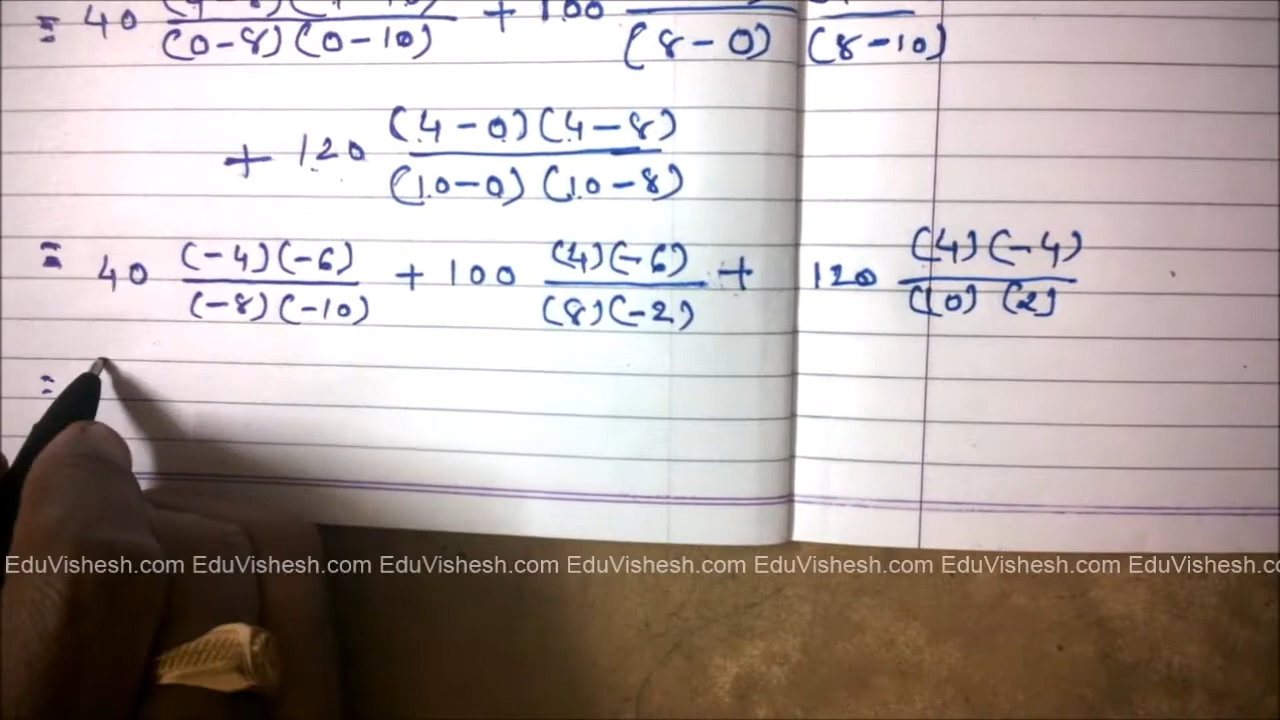 = 40 / (0-8) (0-10) + 100 / (8-0) (8-10)
+ 120 (4-0)(4-8) / (10-0) (10-8)
= 40 (-4)(-6) / (-8)(-10) + 100 (4)(-6) / (8)(-2) + 120 (4)(-4) / (10) (2)
=
EduVishesh.com EduVishesh.com EduVishesh.com EduVishesh.com EduVishesh.com EduVishesh.com EduVishesh.c